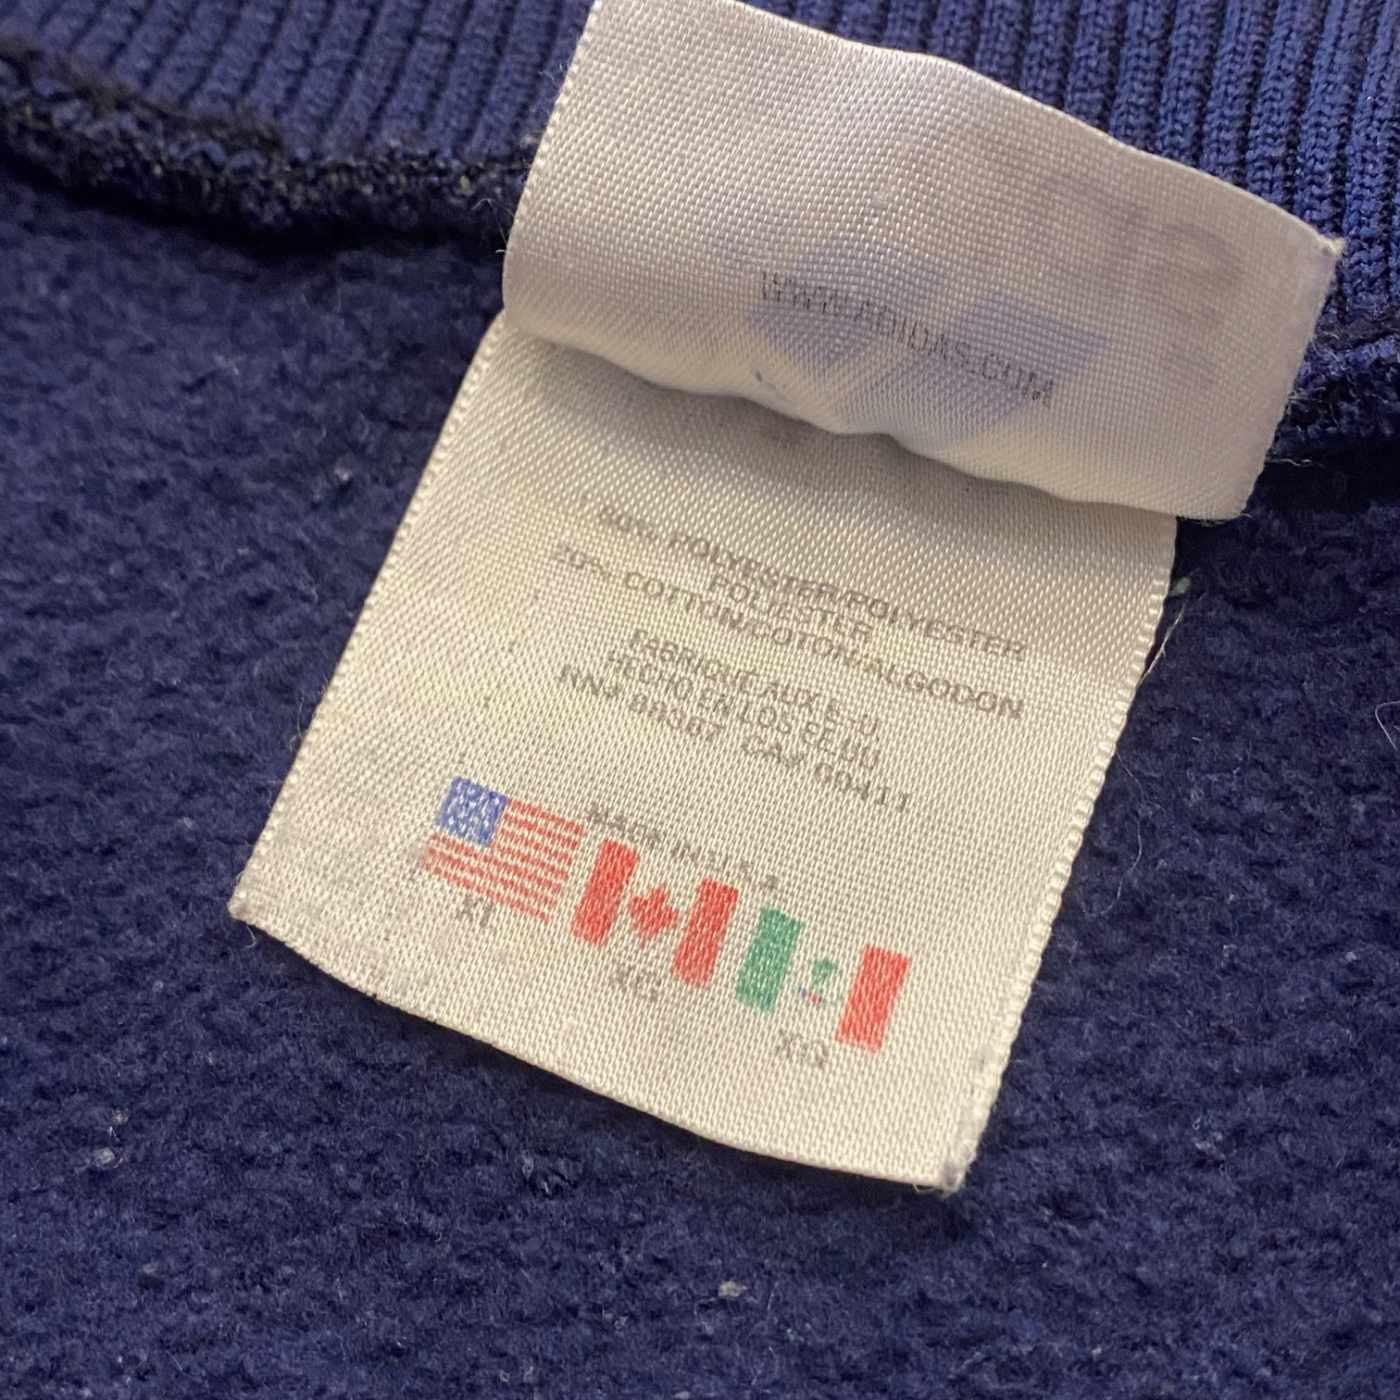 WWW.ADIDAS.COM
80% POLYESTER/POLYESTER
POLIESTER
20% COTTON/COTON/ALGODON
FABRIQUE AUX E-U
HECHO EN LOS EE.UU
RN# 88387 CA# 00411
MADE IN U.S.A
XL
XG
XG